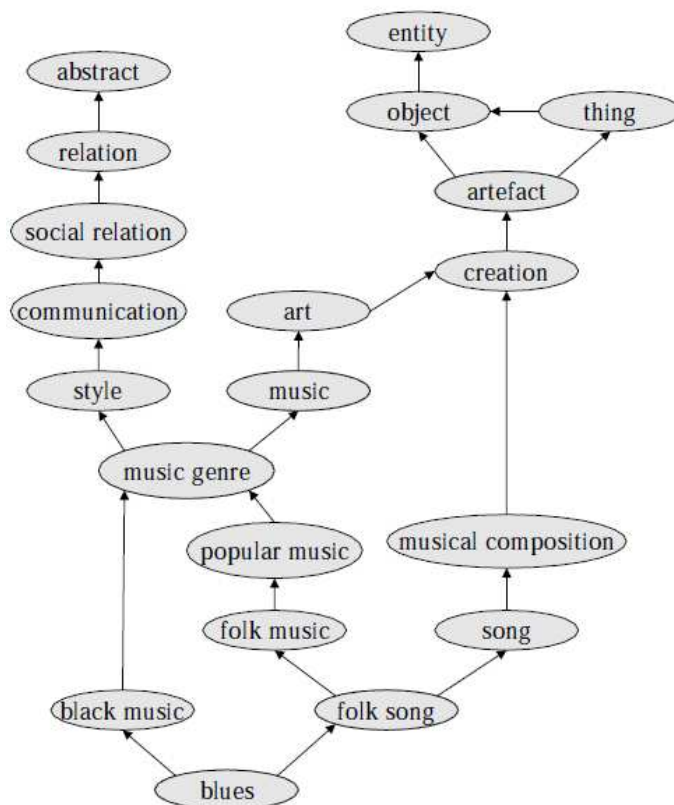 entity
abstract
object
thing
relation
artefact
social relation
creation
communication
art
style
music
music genre
popular music
musical composition
folk music
song
black music
folk song
blues